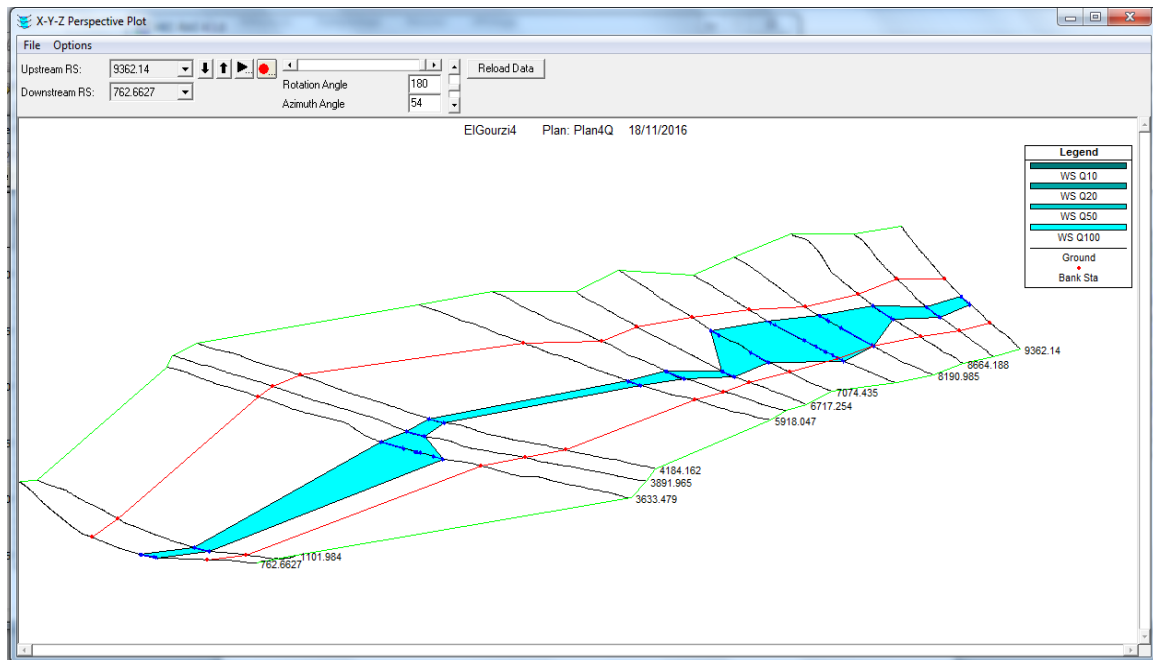 X-Y-Z Perspective Plot
File Options
Upstream RS: 9362.14
Downstream RS: 762.6627
Rotation Angle 180
Azimuth Angle 54
Reload Data
ElGourzi4 Plan: Plan4Q 18/11/2016
Legend
WS Q10
WS Q20
WS Q50
WS Q100
Ground
Bank Sta
9362.14
8664.188
8190.985
7074.435
6717.254
5918.047
4184.162
3891.965
3633.479
1101.984
762.6627